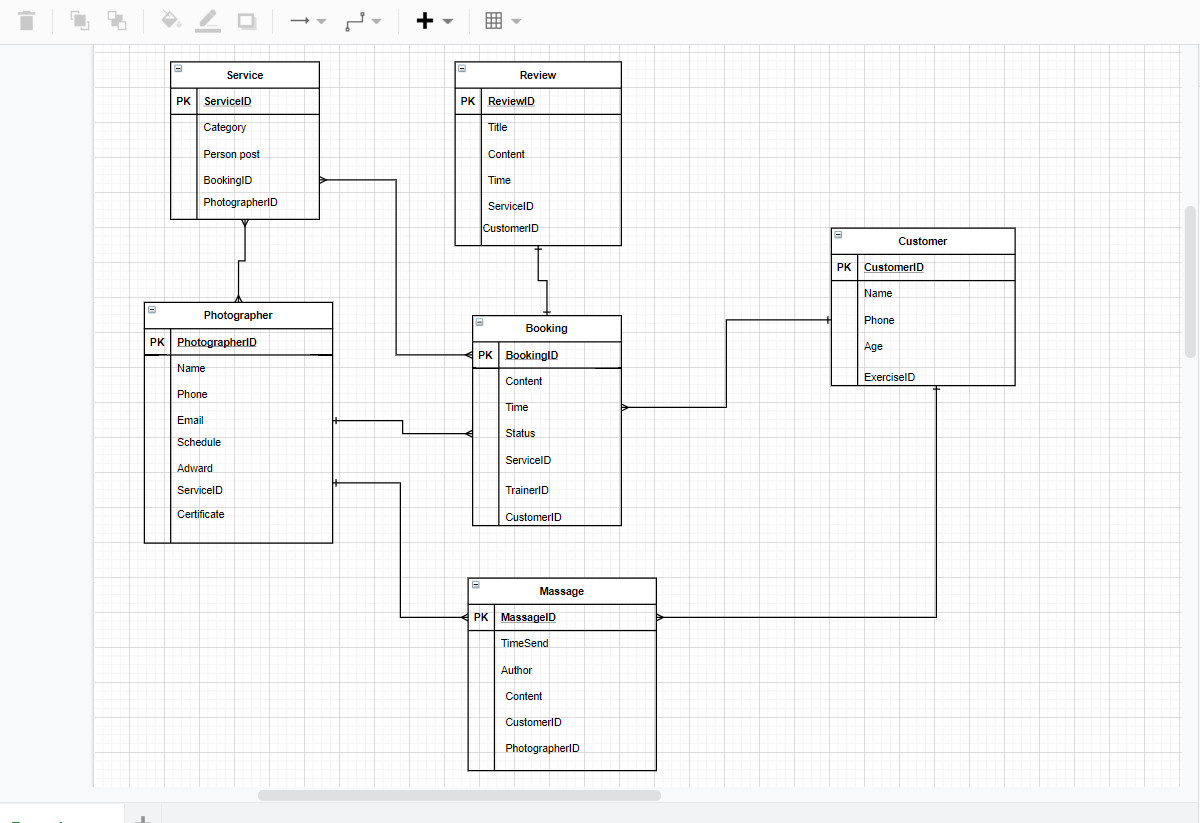 Service
PK ServiceID
Category
Person post
BookingID
PhotographerID
Review
PK ReviewID
Title
Content
Time
ServiceID
CustomerID
Customer
PK CustomerID
Name
Phone
Age
ExerciseID
Photographer
PK PhotographerID
Name
Phone
Email
Schedule
Adward
ServiceID
Certificate
Booking
PK BookingID
Content
Time
Status
ServiceID
TrainerID
CustomerID
Massage
PK MassageID
TimeSend
Author
Content
CustomerID
PhotographerID